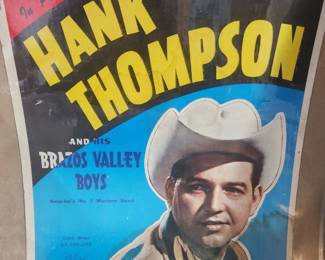 HANK
THOMPSON
AND HIS
BRAZOS VALLEY
BOYS
America's No. 1 Western Band